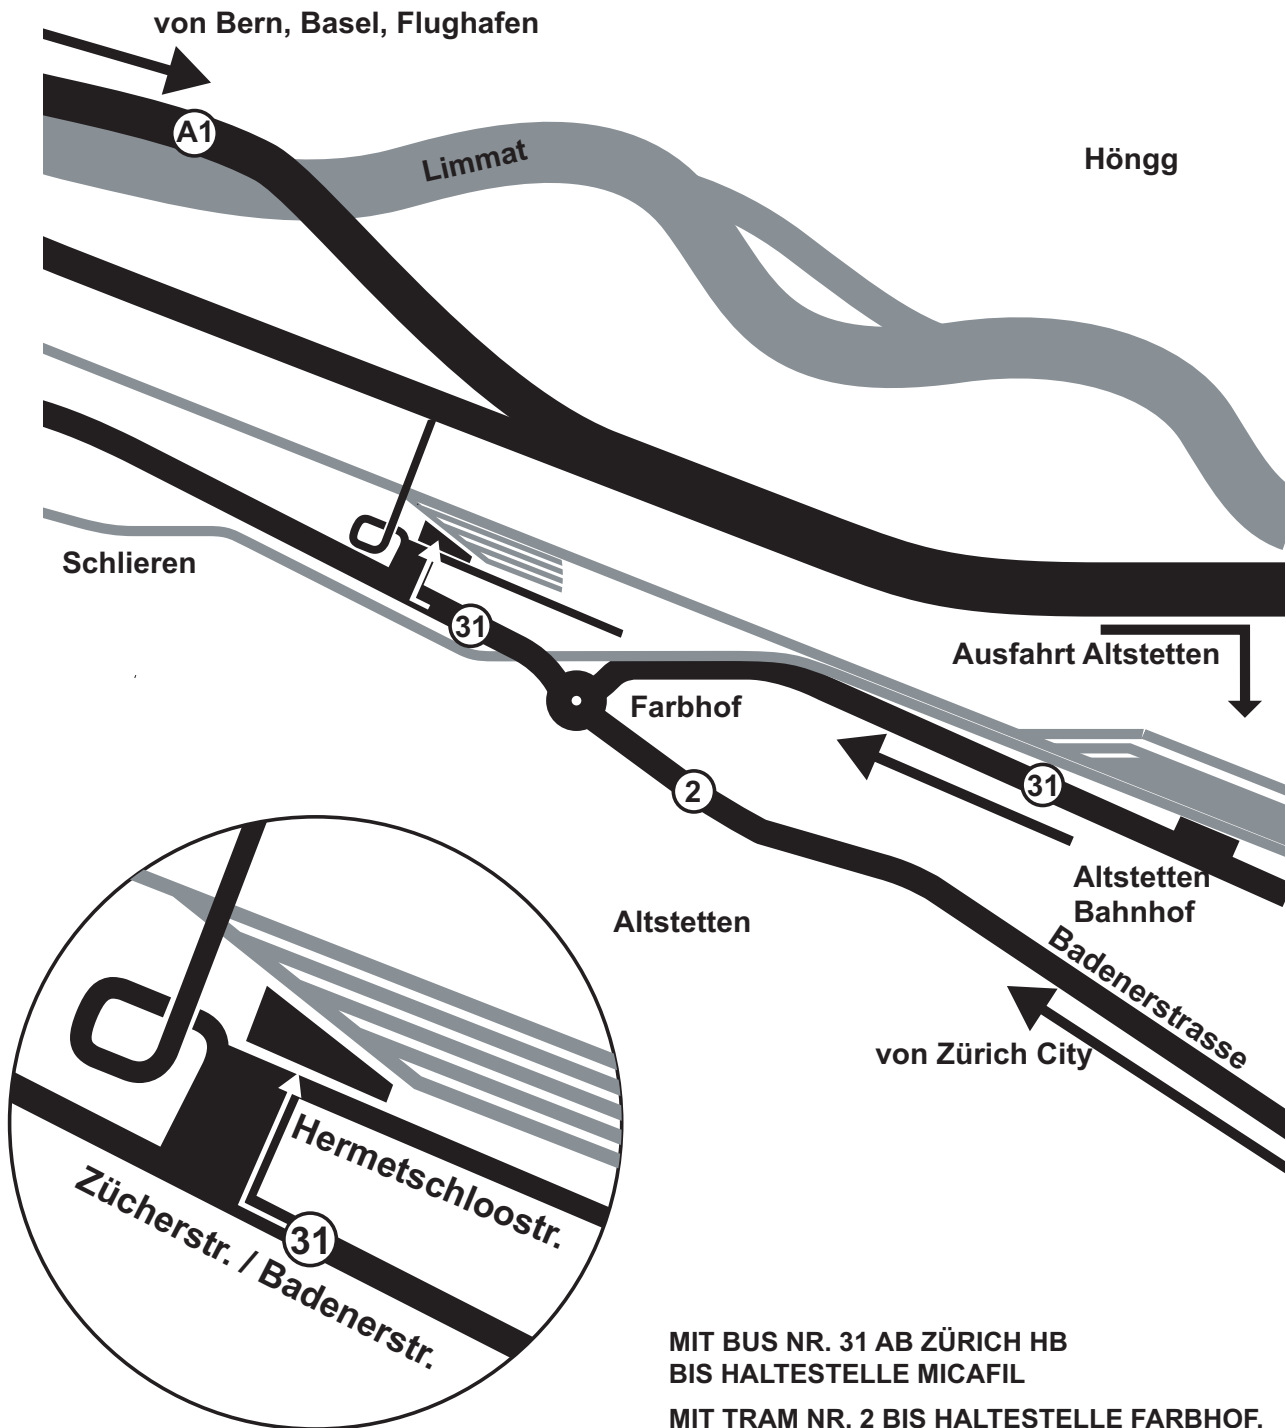 von Bern, Basel, Flughafen
A1
Limmat
Höngg
Schlieren
31
Ausfahrt Altstetten
Farbhof
2
31
Altstetten
Bahnhof
Altstetten
Badenerstrasse
von Zürich City
Hermetschloostr.
31
Zücherstr. / Badenerstr.
MIT BUS NR. 31 AB ZÜRICH HB
BIS HALTESTELLE MICAFIL
MIT TRAM NR. 2 BIS HALTESTELLE FARBHOF.